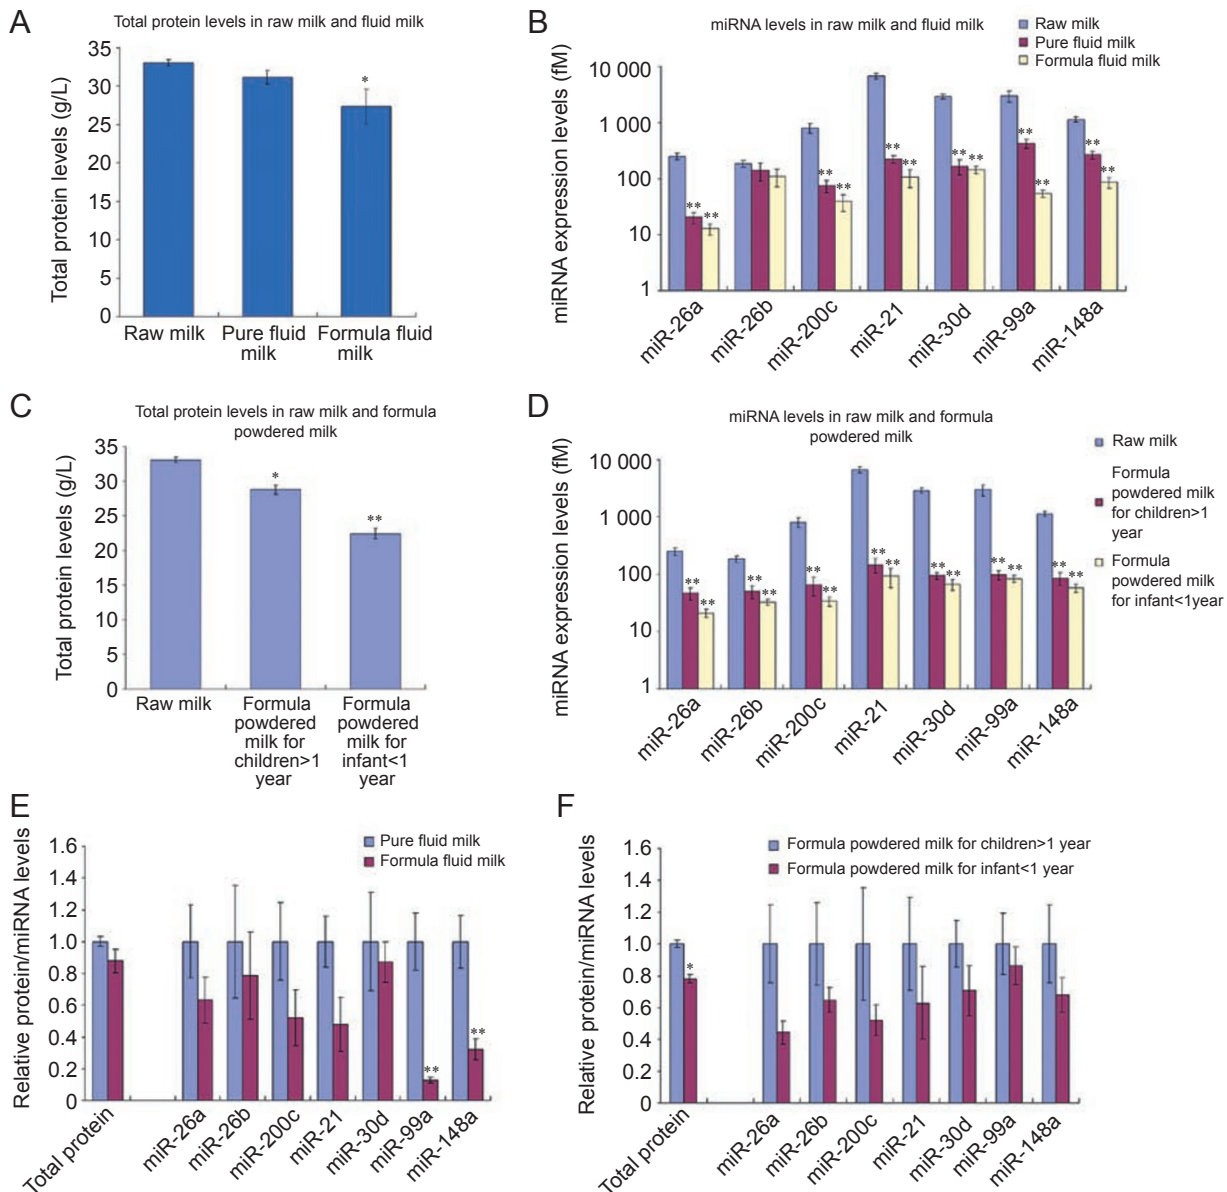 A
Total protein levels in raw milk and fluid milk
Total protein levels (g/L)
35
30
25
20
15
10
5
0
*
Raw milk
Pure fluid
milk
Formula fluid
milk
B
miRNA levels in raw milk and fluid milk
Raw milk
Pure fluid milk
Formula fluid milk
miRNA expression levels (fM)
10 000
1 000
100
10
1
** ** ** ** ** ** ** ** ** ** ** **
miR-26a
miR-26b
miR-200c
miR-21
miR-30d
miR-99a
miR-148a
C
Total protein levels in raw milk and formula
powdered milk
Total protein levels (g/L)
35
30
25
20
15
10
5
0
*
**
Raw milk
Formula
powdered
milk for
children>1
year
Formula
powdered
milk for
infant<1
year
D
miRNA levels in raw milk and formula
powdered milk
Raw milk
Formula
powdered milk
for children>1
year
Formula
powdered milk
for infant<1year
miRNA expression levels (fM)
10 000
1 000
100
10
1
** ** ** ** ** ** ** ** ** ** ** ** ** **
miR-26a
miR-26b
miR-200c
miR-21
miR-30d
miR-99a
miR-148a
E
Pure fluid milk
Formula fluid milk
Relative protein/miRNA levels
1.6
1.4
1.2
1.0
0.8
0.6
0.4
0.2
0
**
**
Total protein
miR-26a
miR-26b
miR-200c
miR-21
miR-30d
miR-99a
miR-148a
F
Formula powdered milk for children>1 year
Formula powdered milk for infant<1 year
Relative protein/miRNA levels
1.6
1.4
1.2
1.0
0.8
0.6
0.4
0.2
0
*
Total protein
miR-26a
miR-26b
miR-200c
miR-21
miR-30d
miR-99a
miR-148a